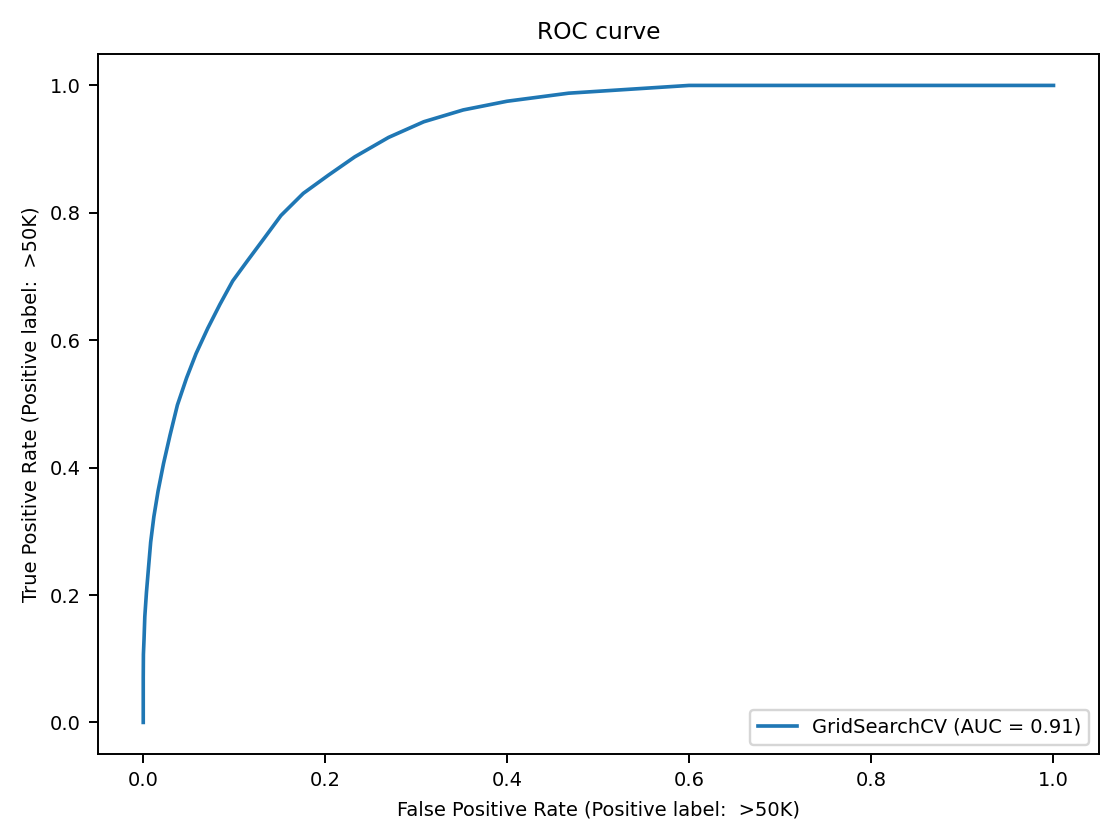 ROC curve
1.0
0.8
0.6
0.4
0.2
0.0
True Positive Rate (Positive label:  >50K)
GridSearchCV (AUC = 0.91)
0.0 0.2 0.4 0.6 0.8 1.0
False Positive Rate (Positive label:  >50K)